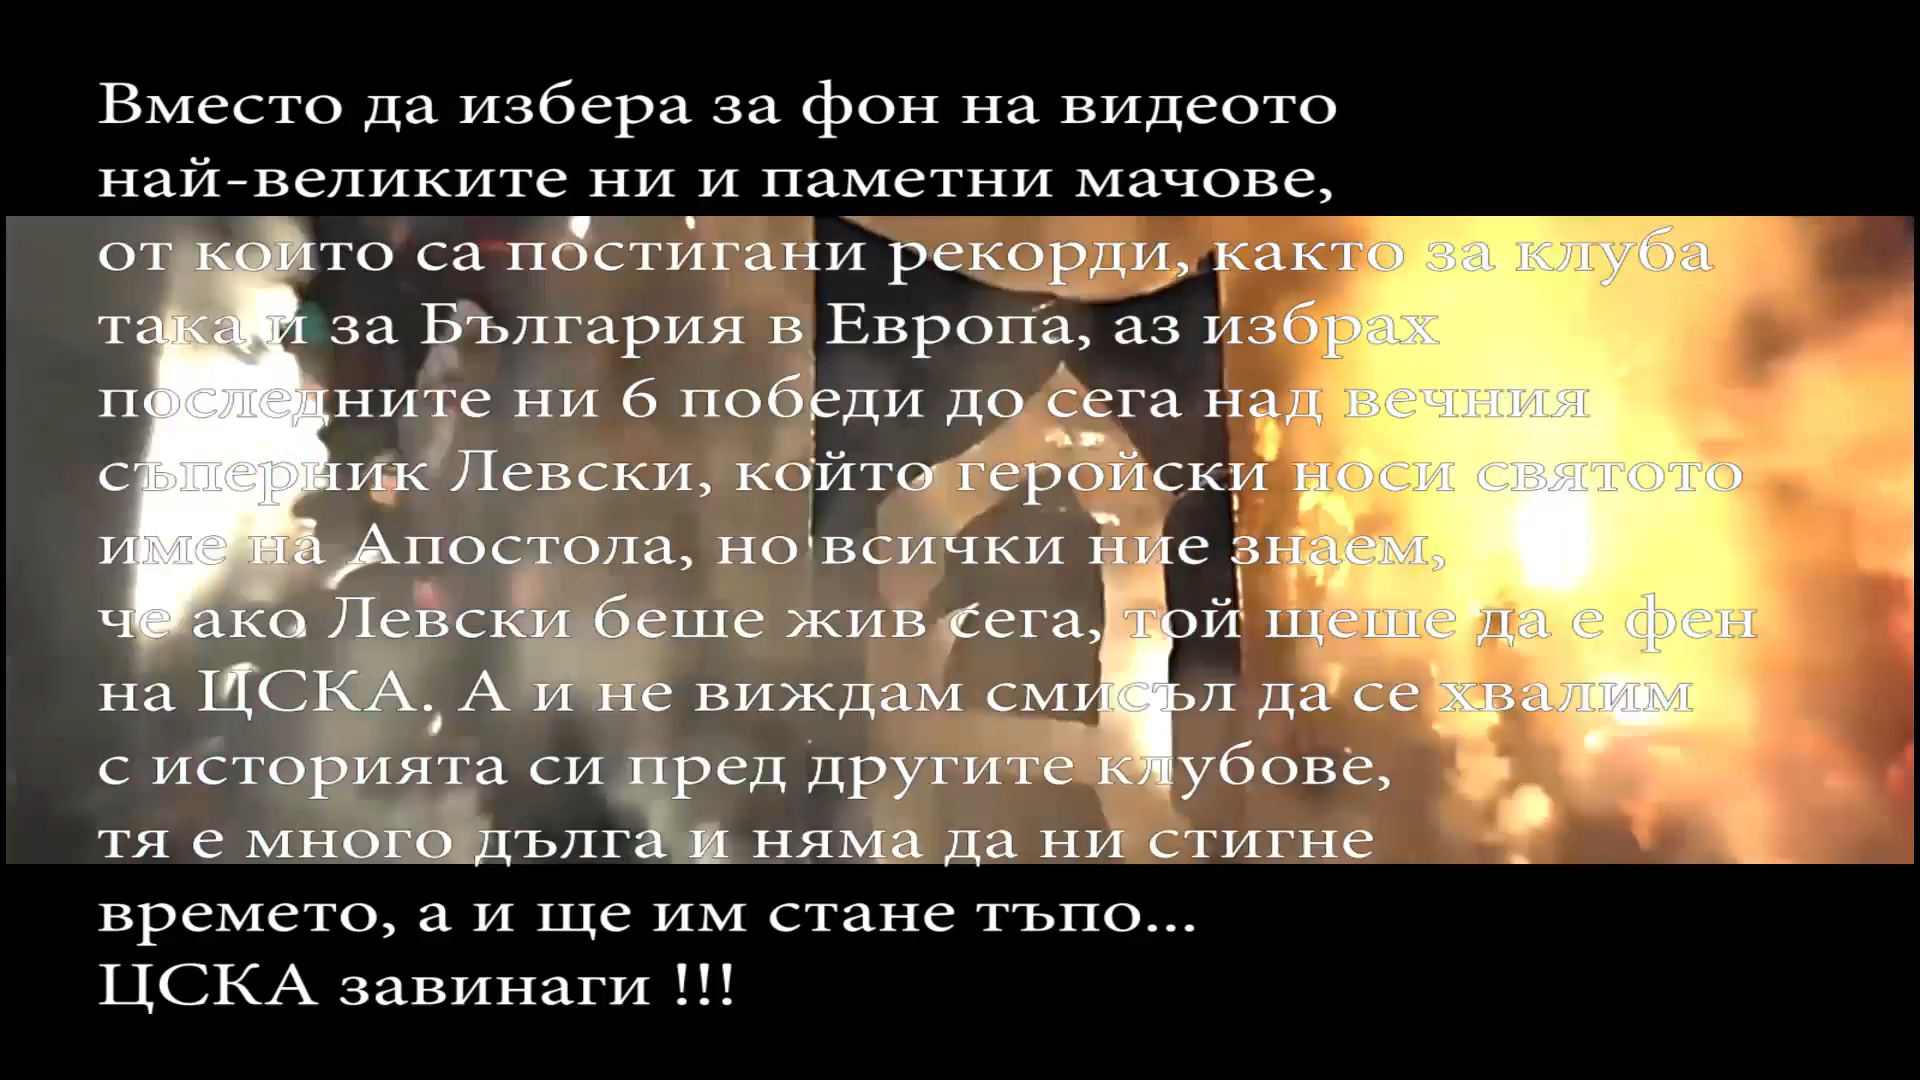 Вместо да избера за фон на видеото
най-великите ни и паметни мачове,
от които са постигани рекорди, както за клуба
така и за България в Европа, аз избрах
последните ни 6 победи до сега над вечния
съперник Левски, който геройски носи святото
име на Апостола, но всички ние знаем,
че ако Левски беше жив сега, той щеше да е фен
на ЦСКА. А и не виждам смисъл да се хвалим
с историята си пред другите клубове,
тя е много дълга и няма да ни стигне
времето, а и ще им стане тъпо...
ЦСКА завинаги !!!